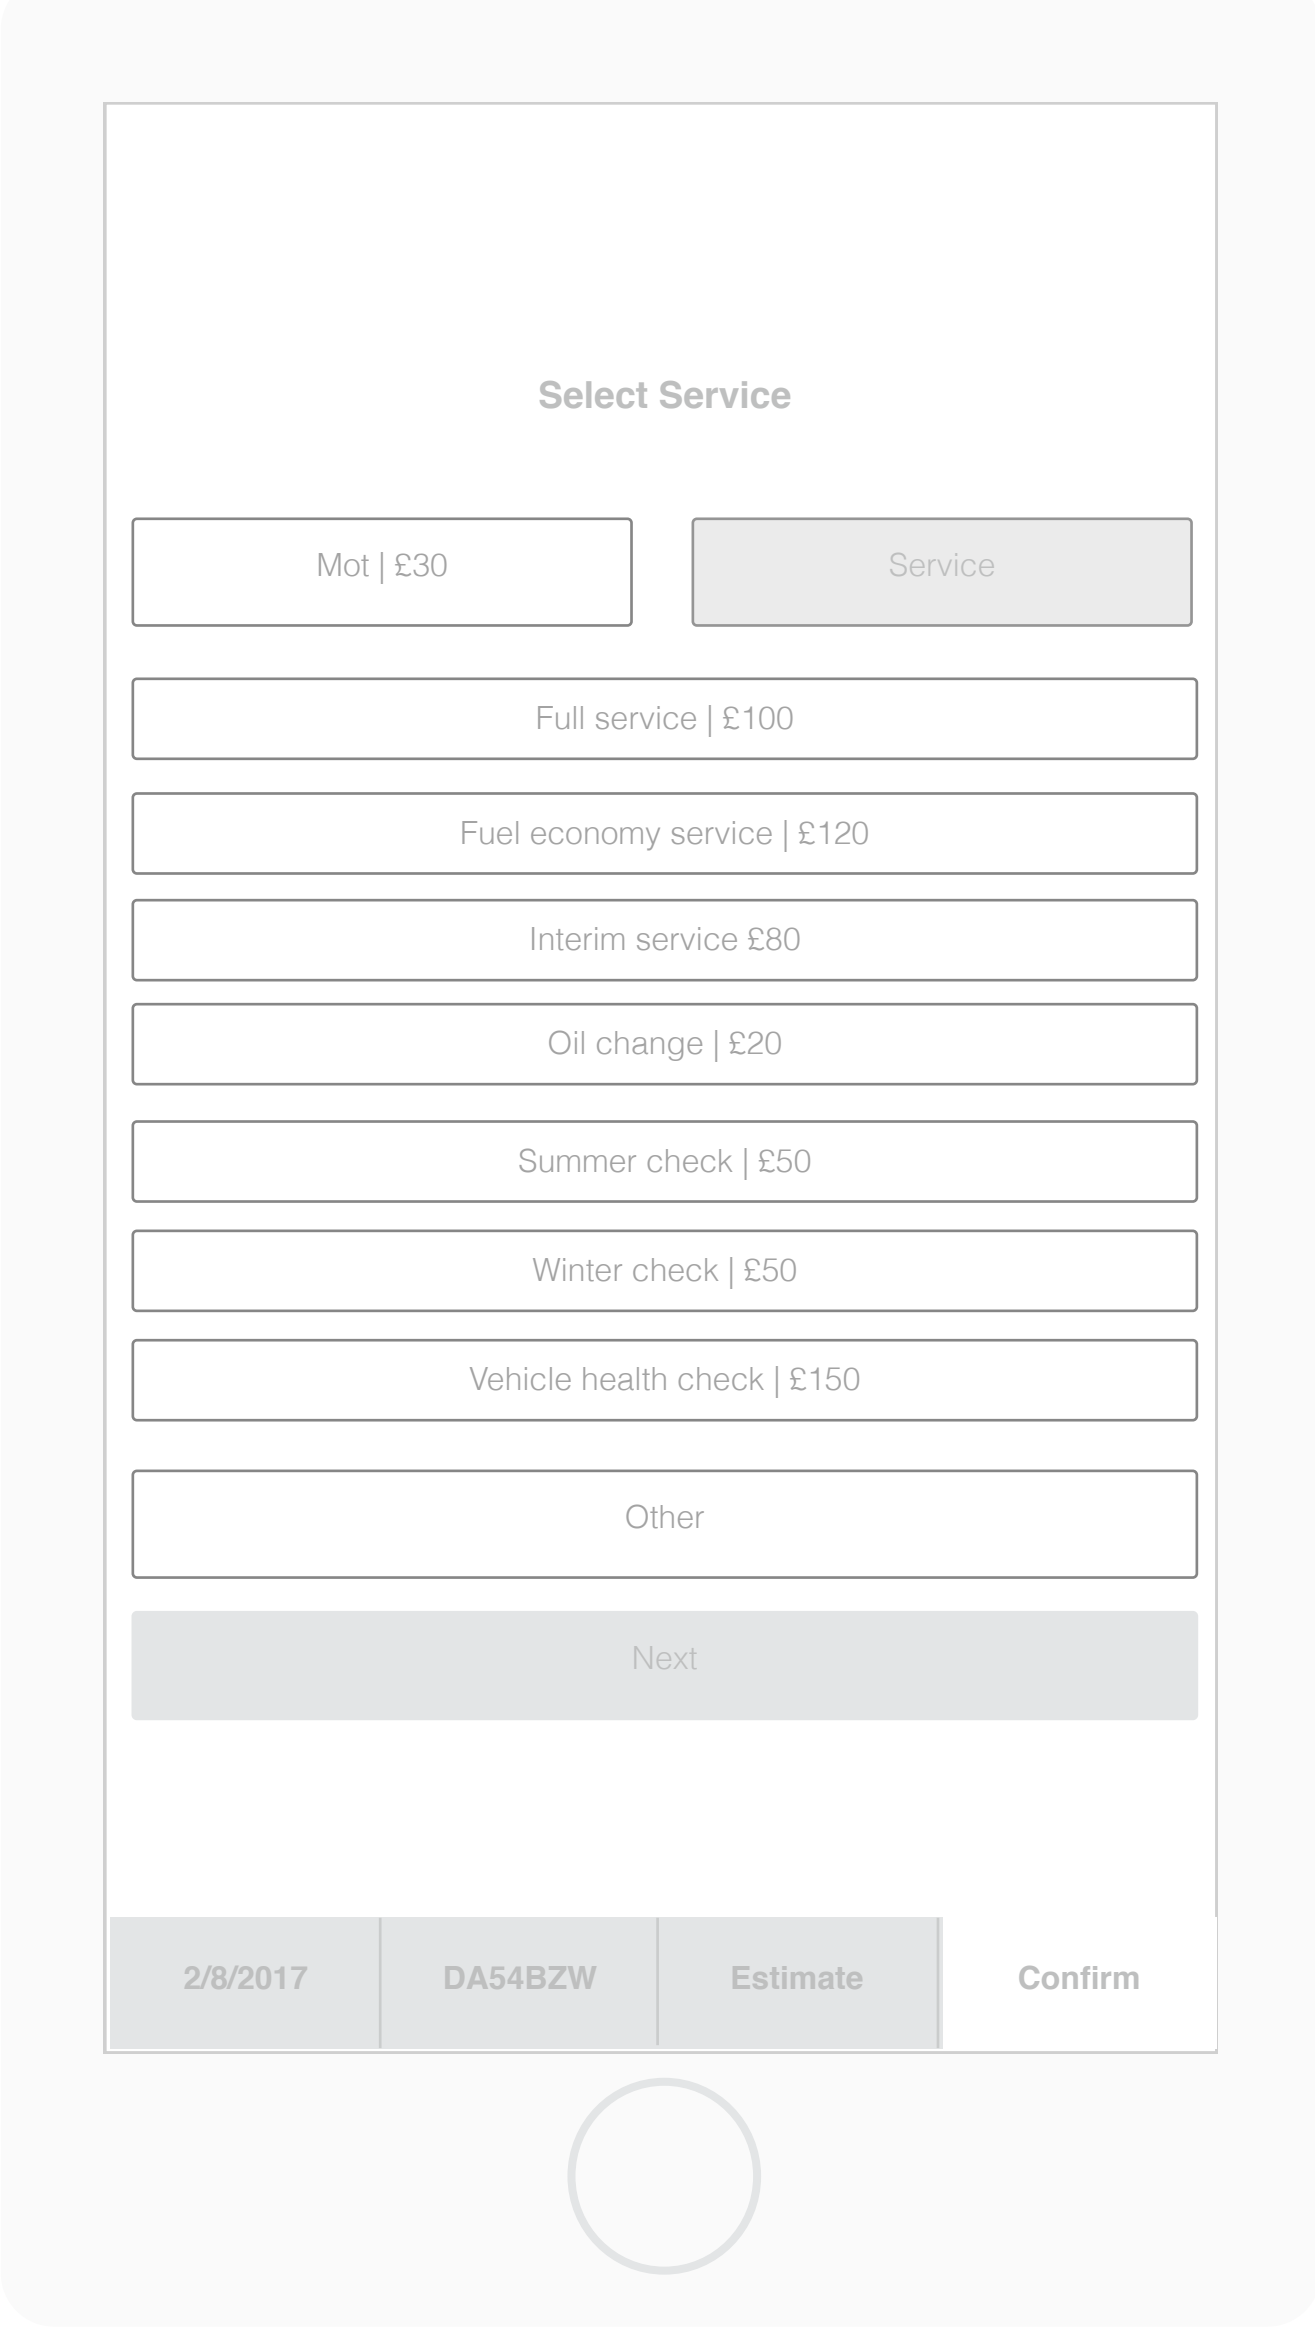 Select Service
Mot | £30
Service
Full service | £100
Fuel economy service | £120
Interim service £80
Oil change | £20
Summer check | £50
Winter check | £50
Vehicle health check | £150
Other
Next
2/8/2017
DA54BZW
Estimate
Confirm